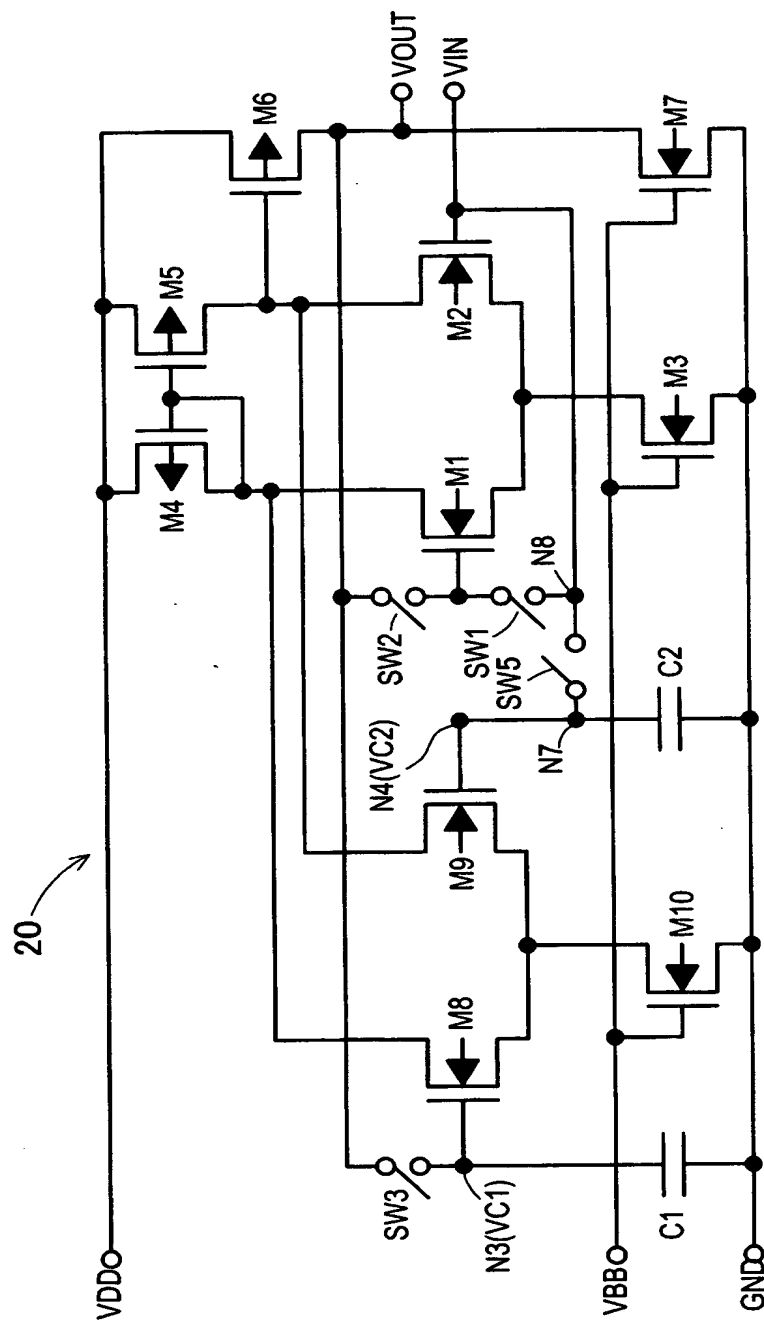 20
VDD
M4
M5
M6
VOUT
VIN
M1
M2
SW2
SW1
N8
SW5
N4(VC2)
N7
M9
M8
SW3
N3(VC1)
C1
C2
M10
M3
M7
VBB
GND